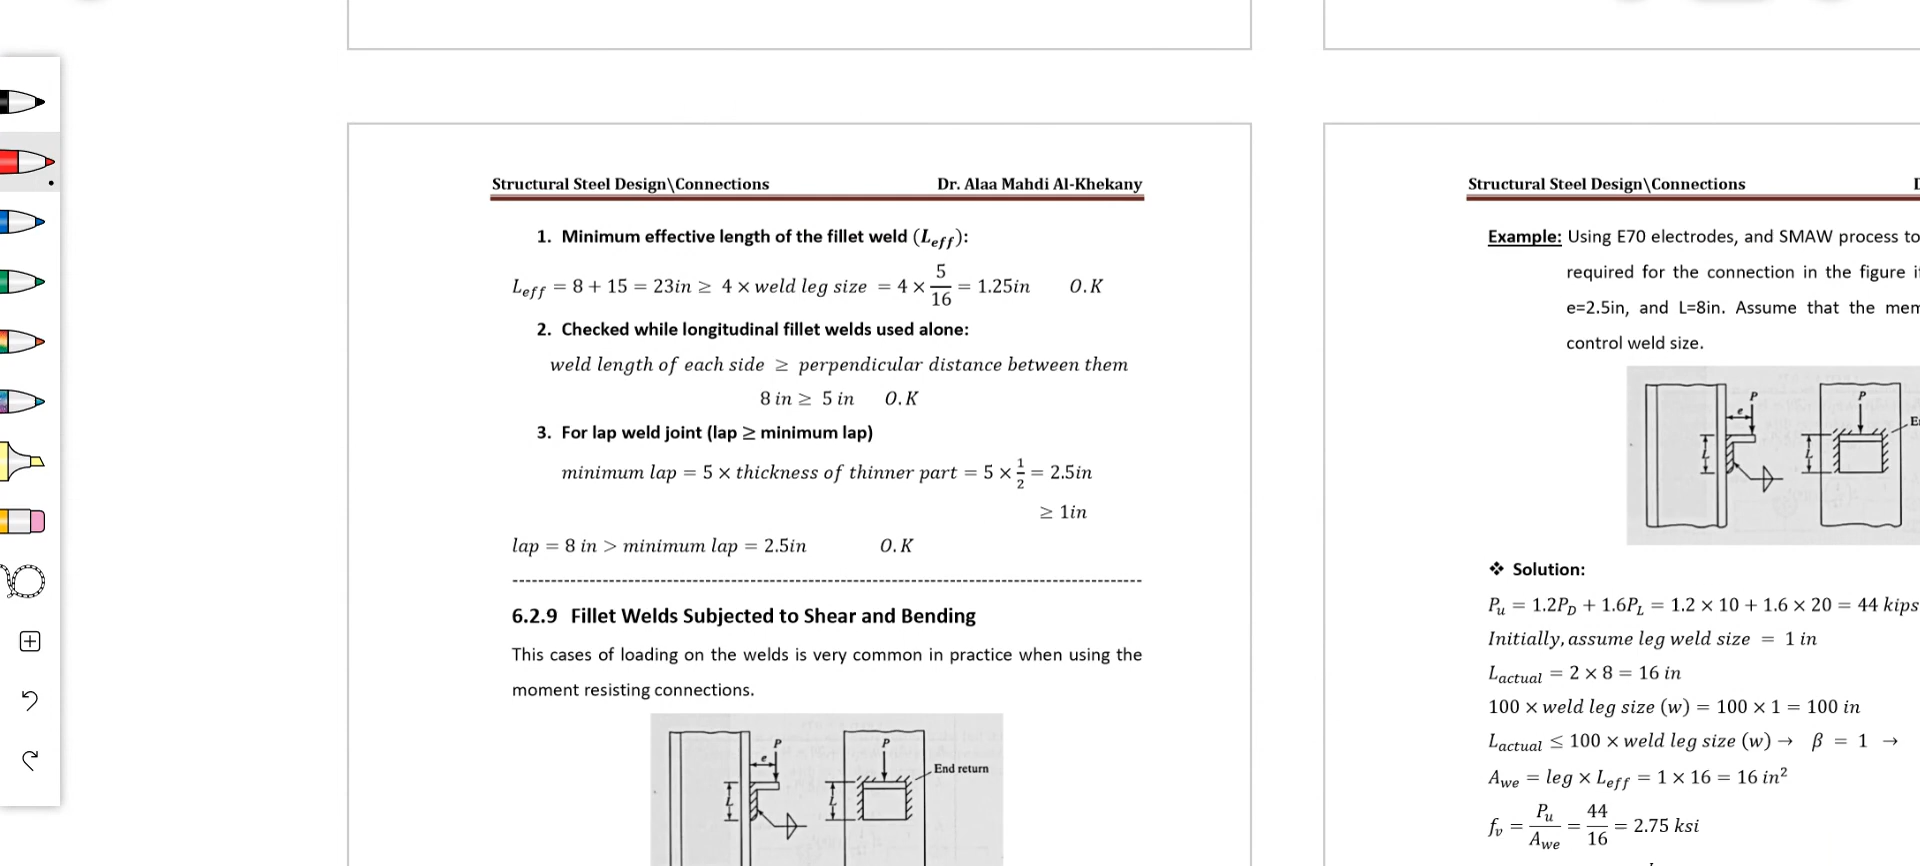 Structural Steel Design\Connections Dr. Alaa Mahdi Al-Khekany
1. Minimum effective length of the fillet weld (L_eff):
L_eff = 8 + 15 = 23in ≥ 4 × weld leg size = 4 × 5/16 = 1.25in O.K
2. Checked while longitudinal fillet welds used alone:
weld length of each side ≥ perpendicular distance between them
8 in ≥ 5 in O.K
3. For lap weld joint (lap ≥ minimum lap)
minimum lap = 5 × thickness of thinner part = 5 × 1/2 = 2.5in
≥ 1in
lap = 8 in > minimum lap = 2.5in O.K
6.2.9 Fillet Welds Subjected to Shear and Bending
This cases of loading on the welds is very common in practice when using the
moment resisting connections.
P
e
L
P
L
End return
Structural Steel Design\Connections
Example: Using E70 electrodes, and SMAW process to
required for the connection in the figure
e=2.5in, and L=8in. Assume that the
control weld size.
P
e
L
P
L
❖ Solution:
P_u = 1.2P_D + 1.6P_L = 1.2 × 10 + 1.6 × 20 = 44 kips
Initially, assume leg weld size = 1 in
L_actual = 2 × 8 = 16 in
100 × weld leg size (w) = 100 × 1 = 100 in
L_actual ≤ 100 × weld leg size (w) → β = 1 →
A_we = leg × L_eff = 1 × 16 = 16 in²
f_v = P_u/A_we = 44/16 = 2.75 ksi